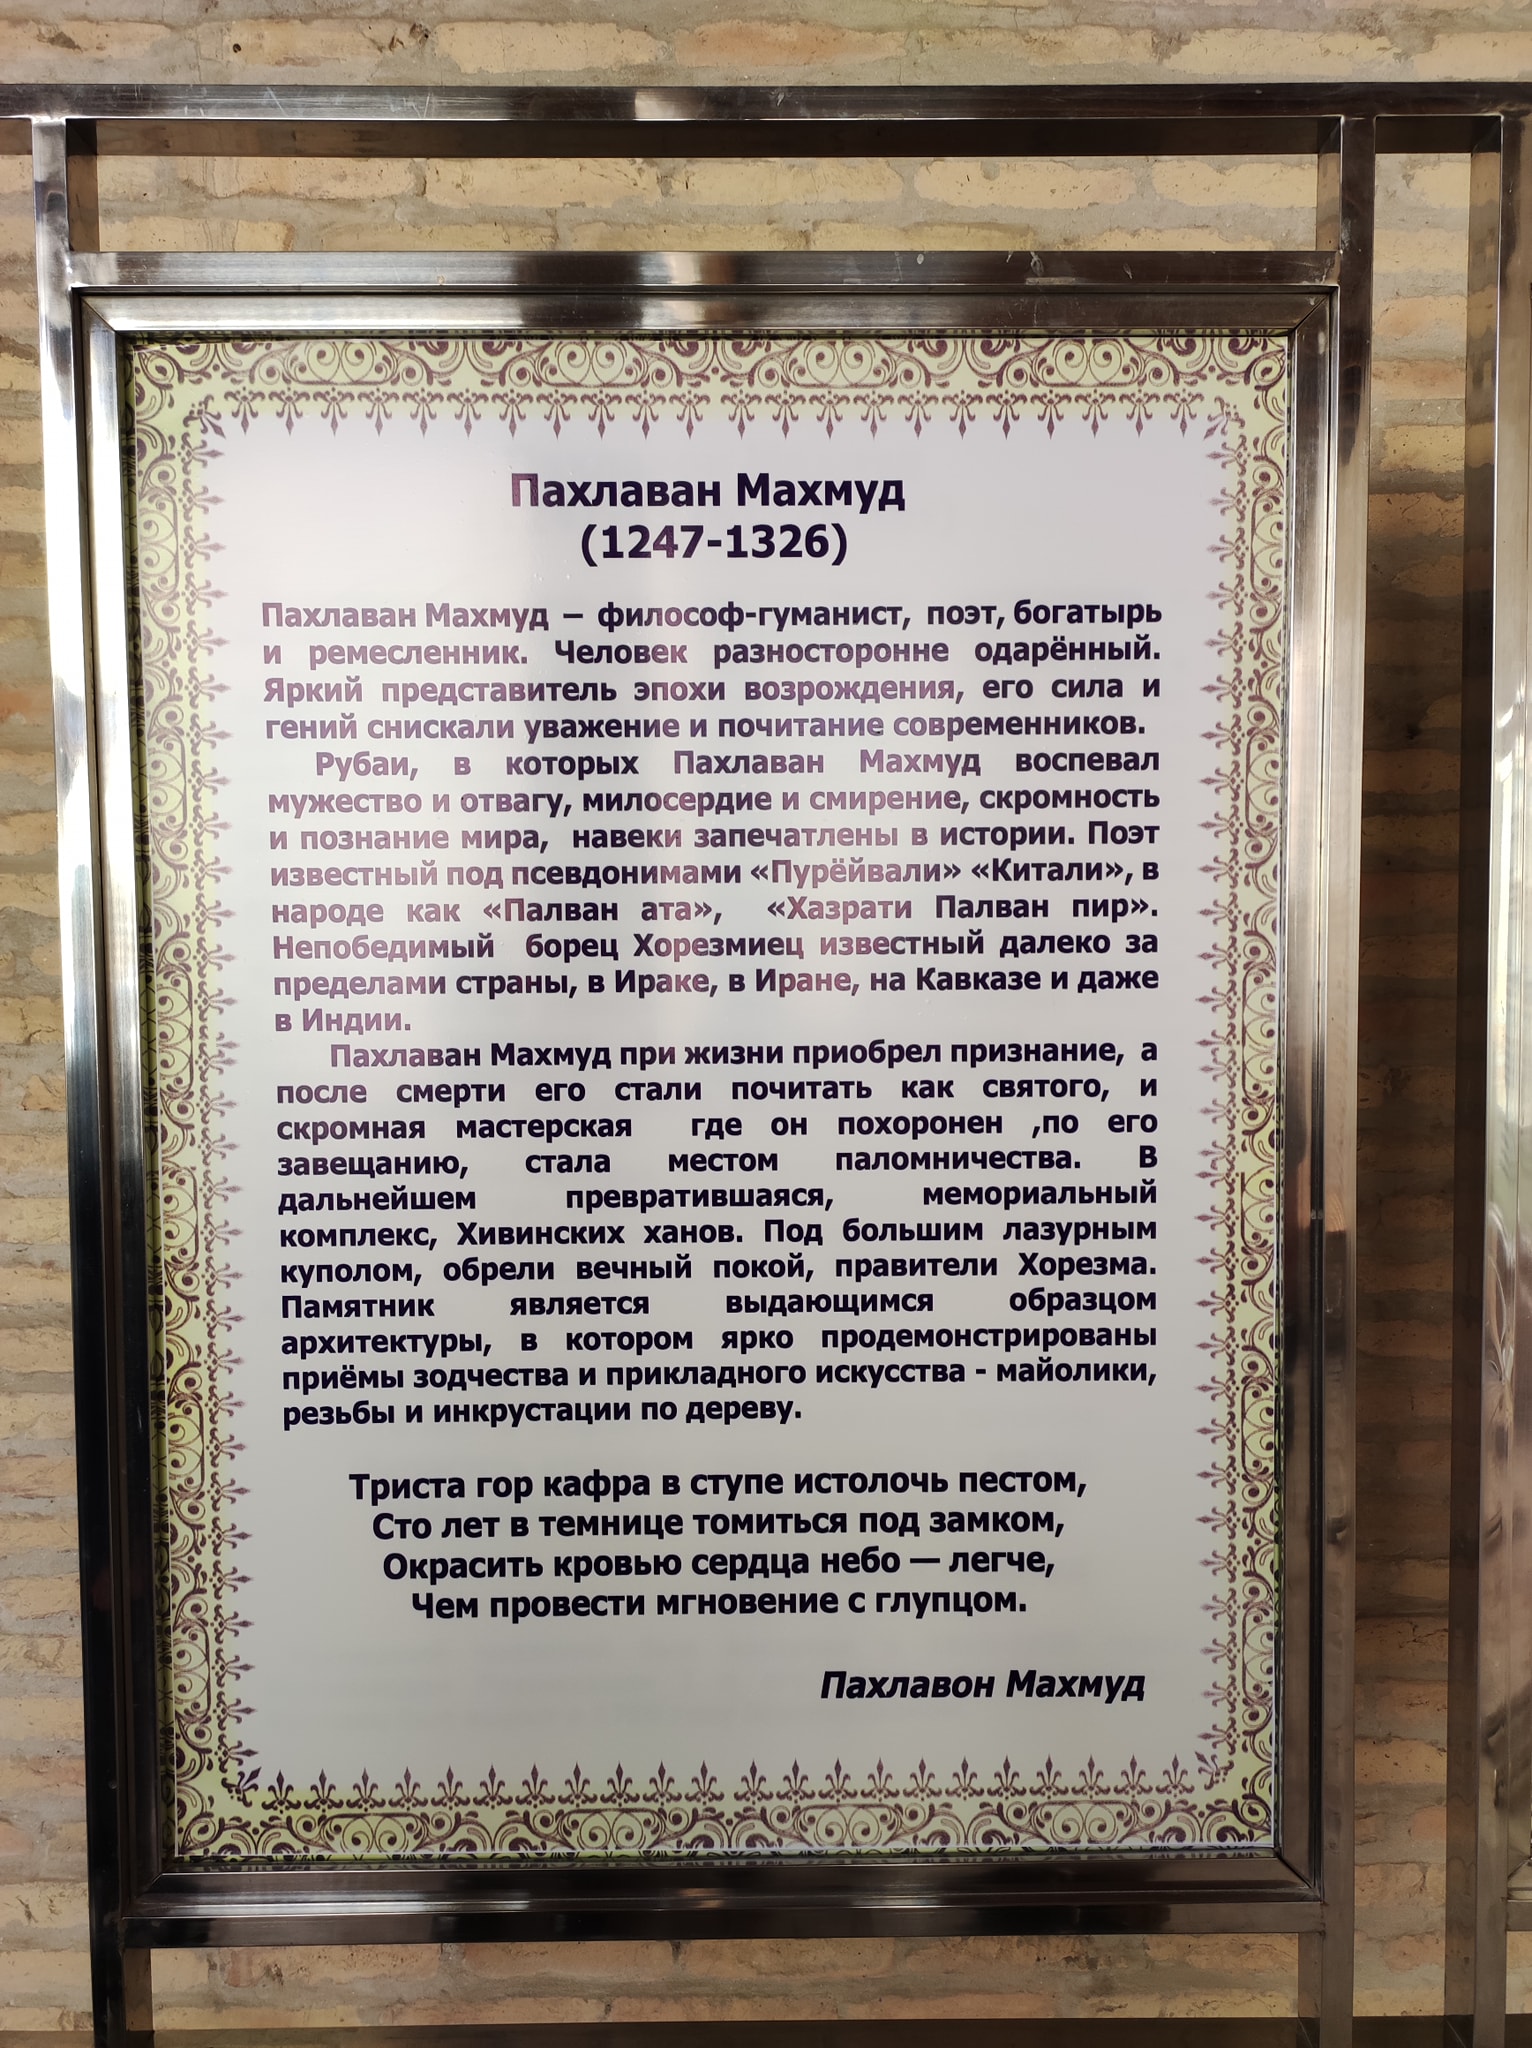 Пахлаван Махмуд
(1247-1326)
Пахлаван Махмуд – философ-гуманист, поэт, богатырь
и ремесленник. Человек разносторонне одарённый.
Яркий представитель эпохи возрождения, его сила и
гений снискали уважение и почитание современников.
Рубаи, в которых Пахлаван Махмуд воспевал
мужество и отвагу, милосердие и смирение, скромность
и познание мира, навеки запечатлены в истории. Поэт
известный под псевдонимами «Пурёйвали» «Китали», в
народе как «Палван ата», «Хазрати Палван пир».
Непобедимый борец Хорезмиец известный далеко за
пределами страны, в Ираке, в Иране, на Кавказе и даже
в Индии.
Пахлаван Махмуд при жизни приобрел признание, а
после смерти его стали почитать как святого, и
скромная мастерская где он похоронен ,по его
завещанию, стала местом паломничества. В
дальнейшем превратившаяся, мемориальный
комплекс, Хивинских ханов. Под большим лазурным
куполом, обрели вечный покой, правители Хорезма.
Памятник является выдающимся образцом
архитектуры, в котором ярко продемонстрированы
приёмы зодчества и прикладного искусства - майолики,
резьбы и инкрустации по дереву.
Триста гор кафра в ступе истолочь пестом,
Сто лет в темнице томиться под замком,
Окрасить кровью сердца небо — легче,
Чем провести мгновение с глупцом.
Пахлавон Махмуд